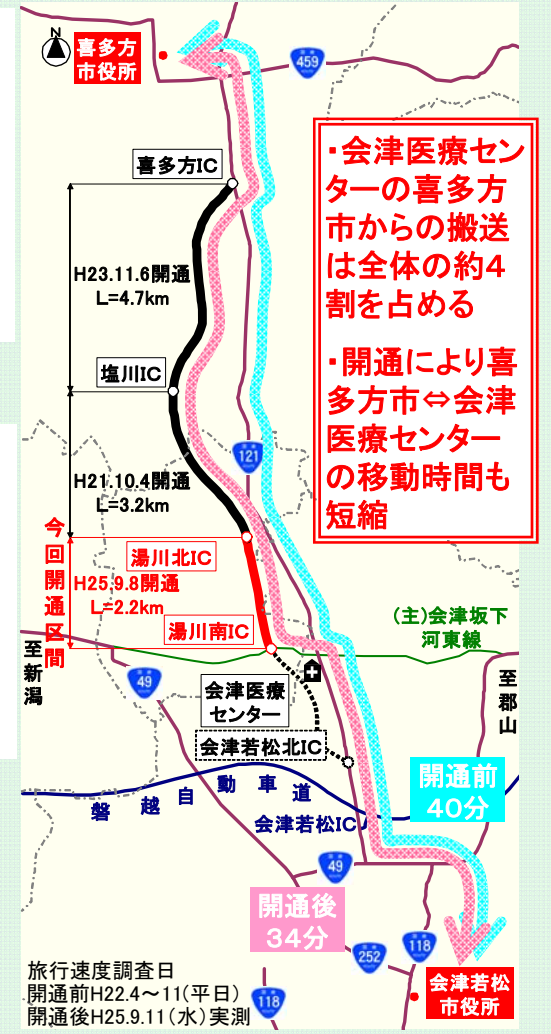 N
喜多方
市役所
459
・会津医療セン
ターの喜多方
市からの搬送
は全体の約4
割を占める
・開通により喜
多方市⇔会津
医療センター
の移動時間も
短縮
喜多方IC
H23.11.6開通
L=4.7km
塩川IC
121
H21.10.4開通
L=3.2km
今回開通区間
湯川北IC
H25.9.8開通
L=2.2km
湯川南IC
(主)会津坂下
河東線
至新潟
49
会津医療
センター
至郡山
会津若松北IC
磐越自動車道
会津若松IC
開通前
40分
49
開通後
34分
252
118
118
会津若松
市役所
旅行速度調査日
開通前H22.4～11(平日)
開通後H25.9.11(水)実測